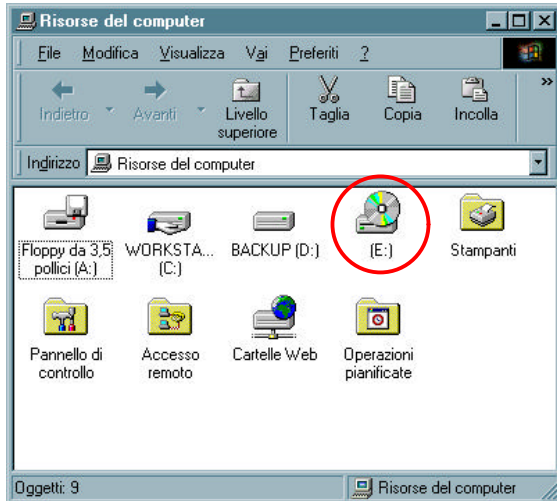 Risorse del computer
File Modifica Visualizza Vai Preferiti ?
Indietro Avanti Livello superiore Taglia Copia Incolla »
Indirizzo Risorse del computer
Floppy da 3,5 pollici (A:)
WORKSTA... (C:)
BACKUP (D:)
(E:)
Stampanti
Pannello di controllo
Accesso remoto
Cartelle Web
Operazioni pianificate
Oggetti: 9 Risorse del computer